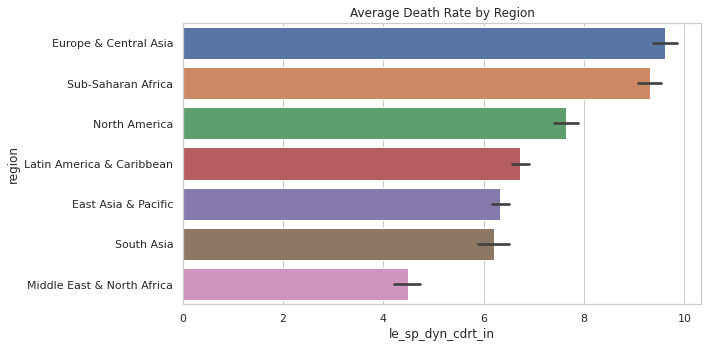 Average Death Rate by Region
region
Europe & Central Asia
Sub-Saharan Africa
North America
Latin America & Caribbean
East Asia & Pacific
South Asia
Middle East & North Africa
0 2 4 6 8 10
le_sp_dyn_cdrt_in